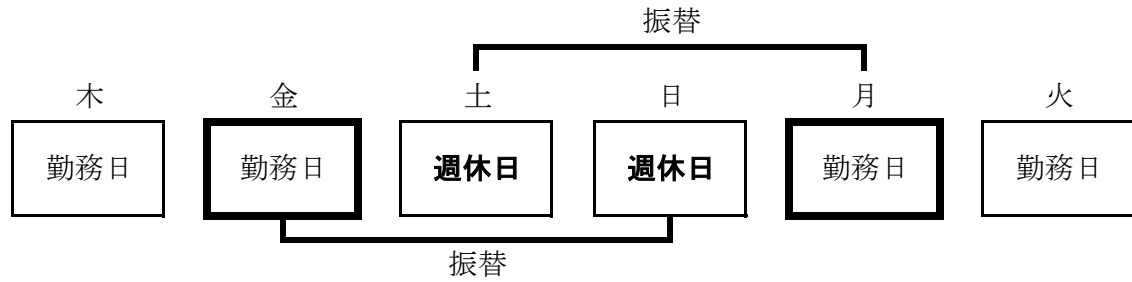 振替
木 金 土 日 月 火
勤務日 勤務日 週休日 週休日 勤務日 勤務日
振替